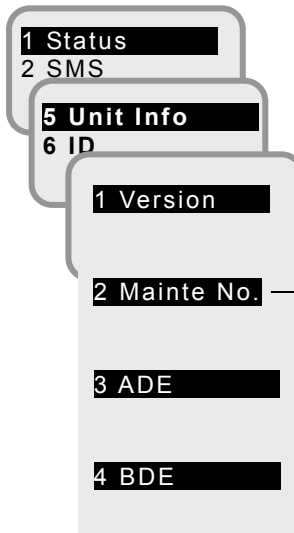 1 Status
2 SMS
5 Unit Info
6 ID
1 Version
2 Mainte No.
3 ADE
4 BDE